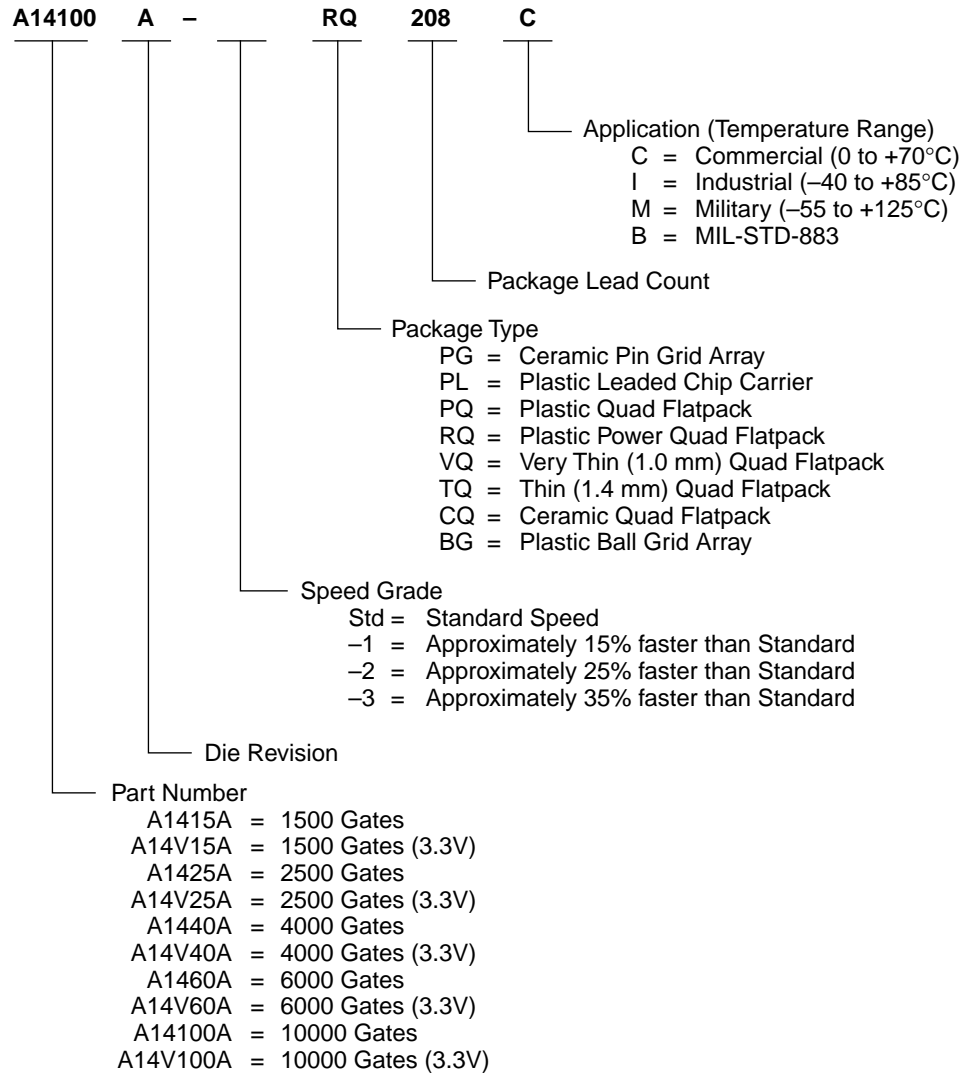 A14100 A – RQ 208 C
Application (Temperature Range)
C = Commercial (0 to +70°C)
I = Industrial (–40 to +85°C)
M = Military (–55 to +125°C)
B = MIL-STD-883
Package Lead Count
Package Type
PG = Ceramic Pin Grid Array
PL = Plastic Leaded Chip Carrier
PQ = Plastic Quad Flatpack
RQ = Plastic Power Quad Flatpack
VQ = Very Thin (1.0 mm) Quad Flatpack
TQ = Thin (1.4 mm) Quad Flatpack
CQ = Ceramic Quad Flatpack
BG = Plastic Ball Grid Array
Speed Grade
Std = Standard Speed
–1 = Approximately 15% faster than Standard
–2 = Approximately 25% faster than Standard
–3 = Approximately 35% faster than Standard
Die Revision
Part Number
A1415A = 1500 Gates
A14V15A = 1500 Gates (3.3V)
A1425A = 2500 Gates
A14V25A = 2500 Gates (3.3V)
A1440A = 4000 Gates
A14V40A = 4000 Gates (3.3V)
A1460A = 6000 Gates
A14V60A = 6000 Gates (3.3V)
A14100A = 10000 Gates
A14V100A = 10000 Gates (3.3V)